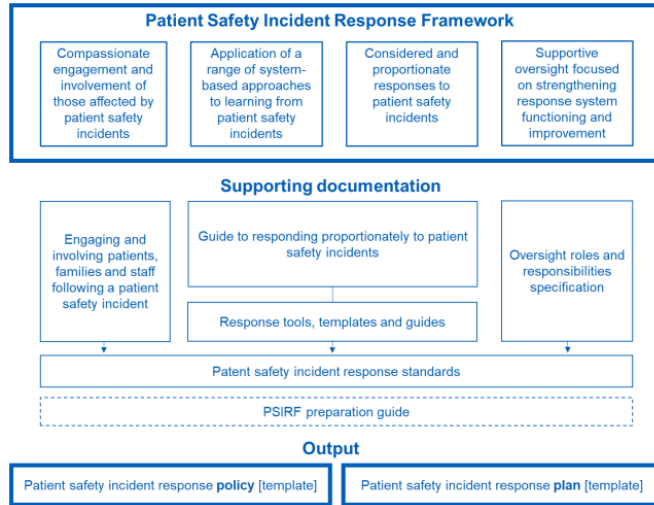 Patient Safety Incident Response Framework
Compassionate
engagement and
involvement of
those affected by
patient safety
incidents
Application of a
range of system-
based approaches
to learning from
patient safety
incidents
Considered and
proportionate
responses to
patient safety
incidents
Supportive
oversight focused
on strengthening
response system
functioning and
improvement
Supporting documentation
Engaging and
involving patients,
families and staff
following a patient
safety incident
Guide to responding proportionately to patient
safety incidents
Response tools, templates and guides
Oversight roles and
responsibilities
specification
Patent safety incident response standards
PSIRF preparation guide
Output
Patient safety incident response policy [template]
Patient safety incident response plan [template]